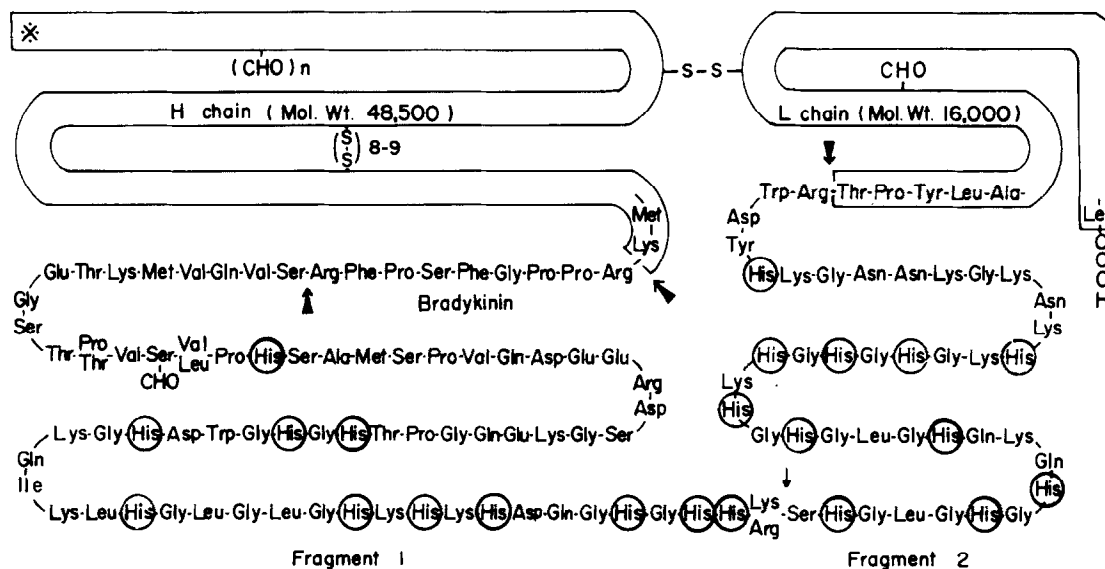 ※
(CHO)n
—S—S—
CHO
H chain (Mol. Wt. 48,500)
L chain (Mol. Wt. 16,000)
(S S) 8-9
Trp-Arg-Thr-Pro-Tyr-Leu-Ala-
Asp
Tyr
Met
Lys
Leu-
COOH
Glu-Thr-Lys-Met-Val-Gln-Val-Ser-Arg-Phe-Pro-Ser-Phe-Gly-Pro-Pro-Arg
Bradykinin
His-Lys-Gly-Asn-Asn-Lys-Gly-Lys
Gly
Ser
Asn
Lys
Thr-Pro Thr-Val-Ser-Val Leu-Pro-His-Ser-Ala-Met-Ser-Pro-Val-Gln-Asp-Glu-Glu
CHO
His-Gly-His-Gly-His-Gly-Lys-His
Arg
Asp
Lys
His
Lys-Gly-His-Asp-Trp-Gly-His-Gly-His-Thr-Pro-Gly-Gln-Glu-Lys-Gly-Ser
Gly-His-Gly-Leu-Gly-His-Gln-Lys
Gln
Ile
Gln
His
Lys-Leu-His-Gly-Leu-Gly-Leu-Gly-His-Lys-His-Lys-His-Asp-Gln-Gly-His-Gly-His-His-Lys Arg-Ser-His-Gly-Leu-Gly-His-Gly
Fragment 1
Fragment 2